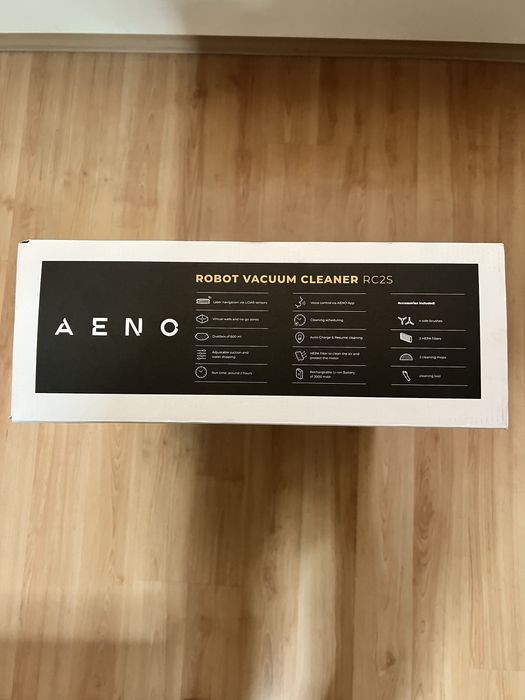 AENO
ROBOT VACUUM CLEANER RC2S
Laser navigation via LiDAR sensors
Virtual walls and no-go zones
Dustbox of 600 ml
Adjustable suction and
water dripping
Run time: around 2 hours
Voice control via AENO App
Cleaning scheduling
Auto Charge & Resume cleaning
HEPA filter to clean the air and
protect the motor
Rechargeable Li-ion Battery
of 3000 mAh
Accessories included:
4 side brushes
2 HEPA filters
2 cleaning mops
cleaning tool